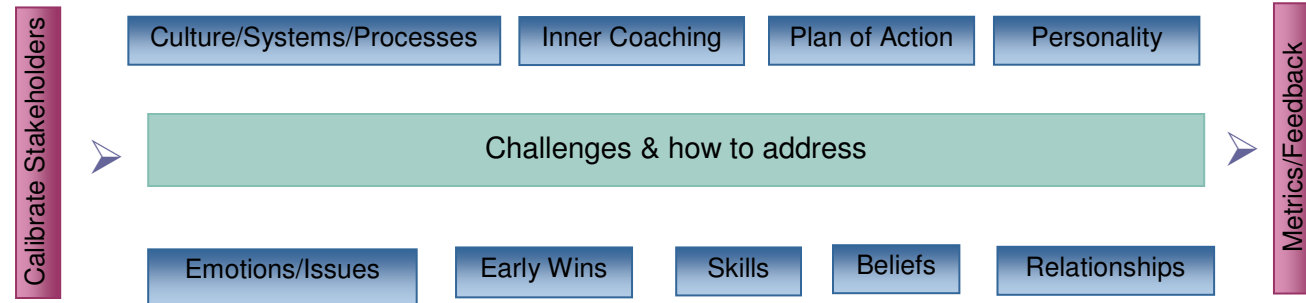 Calibrate Stakeholders
Culture/Systems/Processes
Inner Coaching
Plan of Action
Personality
Challenges & how to address
Emotions/Issues
Early Wins
Skills
Beliefs
Relationships
Metrics/Feedback